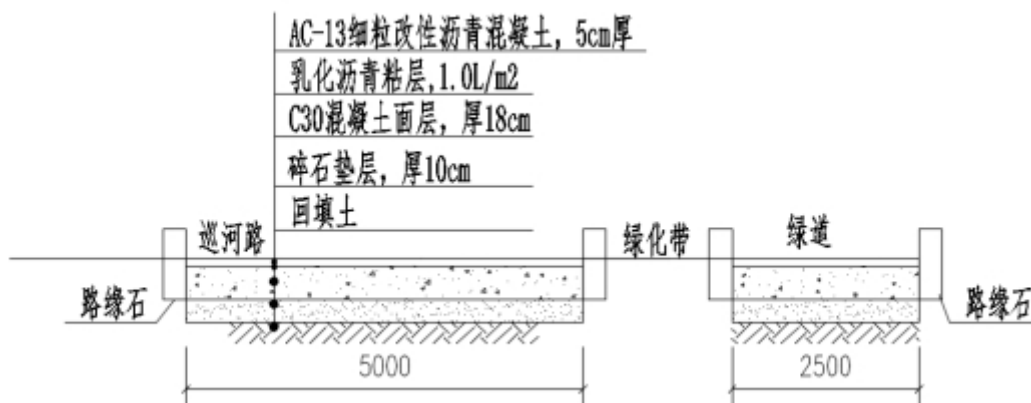 AC-13细粒改性沥青混凝土，5cm厚
乳化沥青粘层,1.0L/m2
C30混凝土面层，厚18cm
碎石垫层，厚10cm
回填土
巡河路
绿化带
绿道
路缘石
路缘石
5000
2500